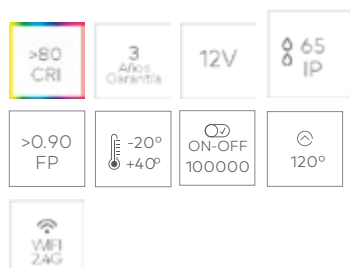 >80
CRI
3
Años
Garantía
12V
65
IP
>0.90
FP
-20º
+40º
ON-OFF
100000
120º
WIFI
2.4G